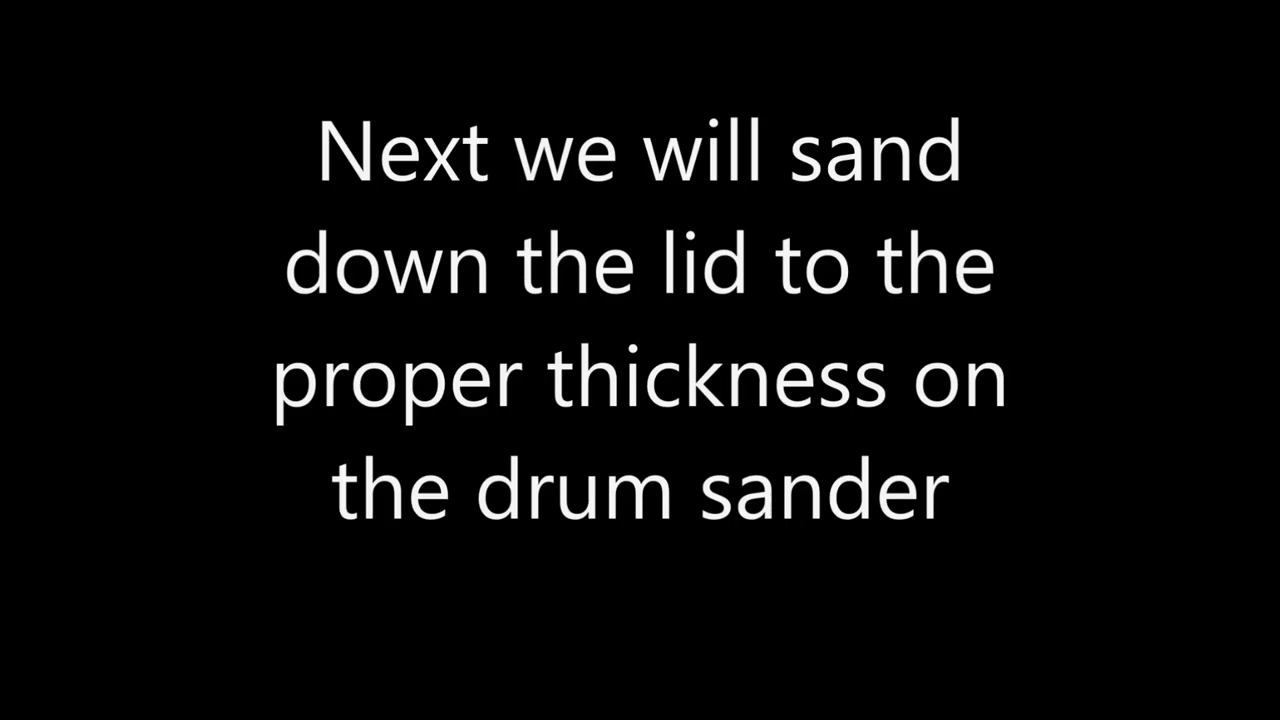 Next we will sand
down the lid to the
proper thickness on
the drum sander